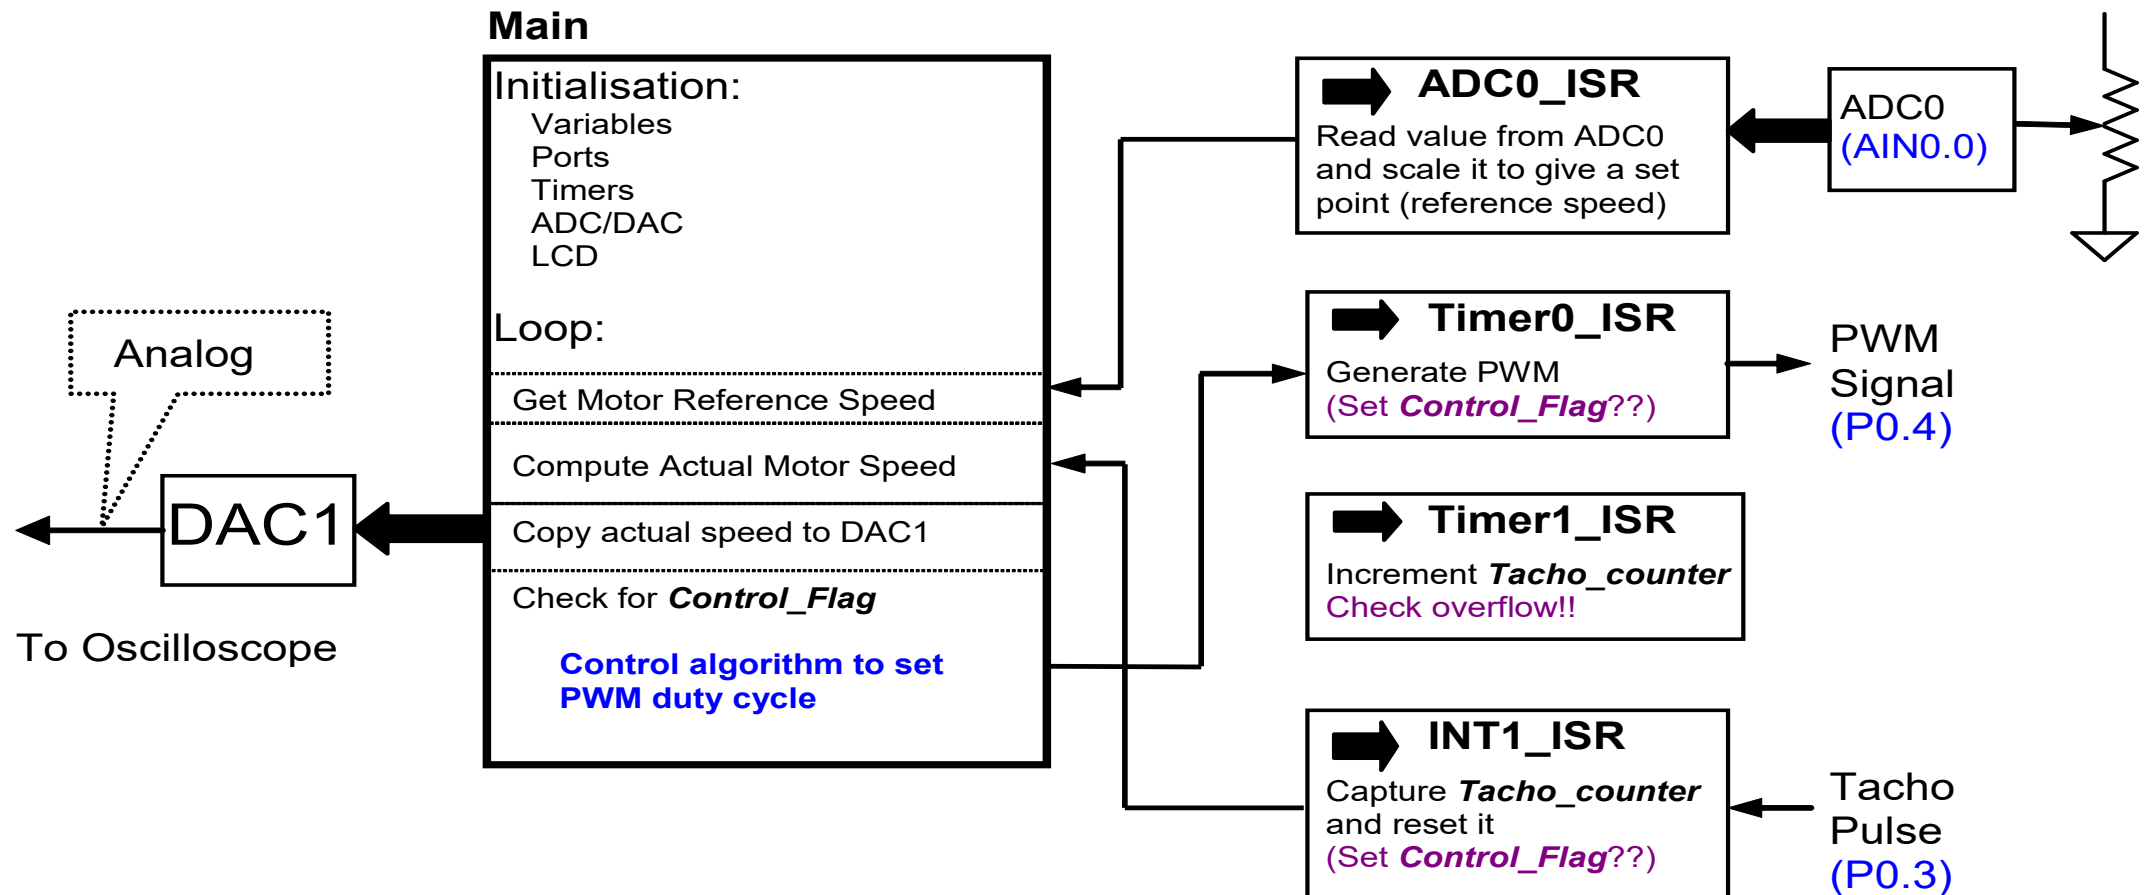 Main
Initialisation:
Variables
Ports
Timers
ADC/DAC
LCD
Loop:
Get Motor Reference Speed
Compute Actual Motor Speed
Copy actual speed to DAC1
Check for Control_Flag
Control algorithm to set
PWM duty cycle
Analog
DAC1
To Oscilloscope
ADC0_ISR
Read value from ADC0
and scale it to give a set
point (reference speed)
ADC0
(AIN0.0)
Timer0_ISR
Generate PWM
(Set Control_Flag??)
PWM
Signal
(P0.4)
Timer1_ISR
Increment Tacho_counter
Check overflow!!
INT1_ISR
Capture Tacho_counter
and reset it
(Set Control_Flag??)
Tacho
Pulse
(P0.3)